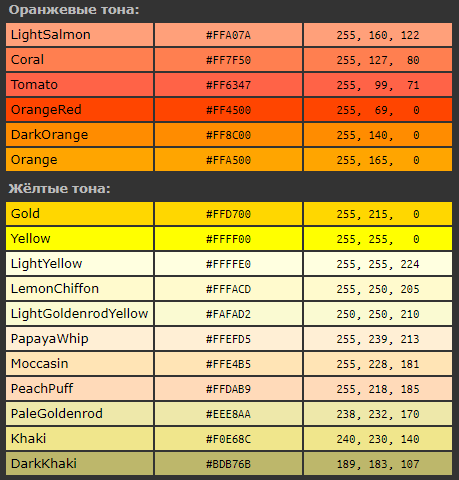 Оранжевые тона:
LightSalmon #FFA07A 255, 160, 122
Coral #FF7F50 255, 127, 80
Tomato #FF6347 255, 99, 71
OrangeRed #FF4500 255, 69, 0
DarkOrange #FF8C00 255, 140, 0
Orange #FFA500 255, 165, 0
Жёлтые тона:
Gold #FFD700 255, 215, 0
Yellow #FFFF00 255, 255, 0
LightYellow #FFFFE0 255, 255, 224
LemonChiffon #FFFACD 255, 250, 205
LightGoldenrodYellow #FAFAD2 250, 250, 210
PapayaWhip #FFEFD5 255, 239, 213
Moccasin #FFE4B5 255, 228, 181
PeachPuff #FFDAB9 255, 218, 185
PaleGoldenrod #EEE8AA 238, 232, 170
Khaki #F0E68C 240, 230, 140
DarkKhaki #BDB76B 189, 183, 107